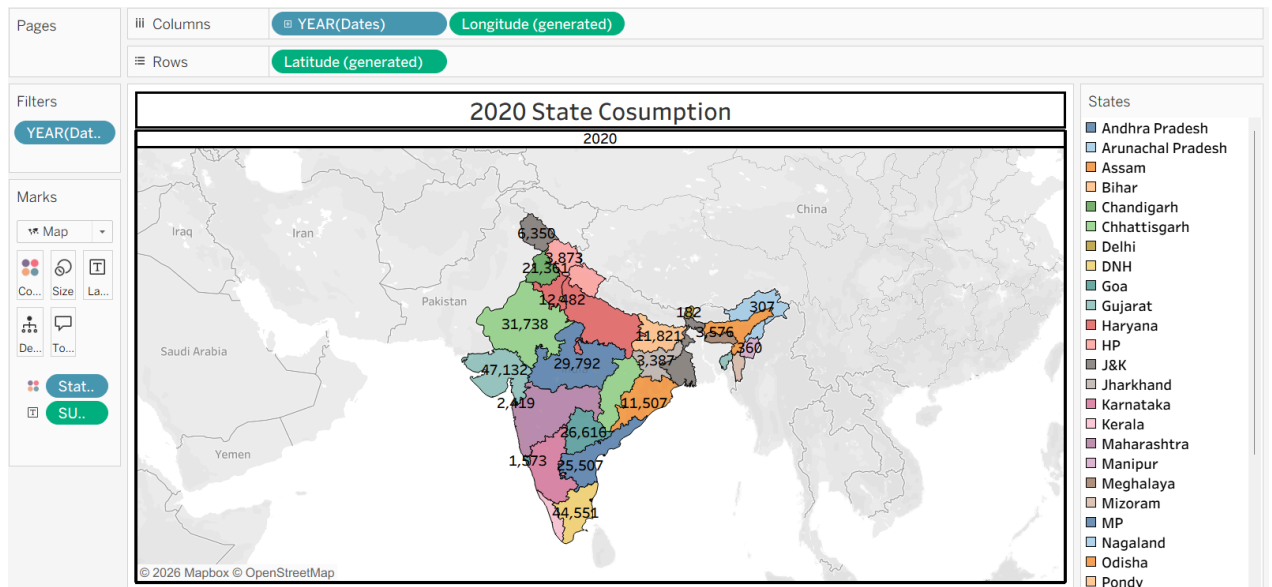 Pages
Columns
YEAR(Dates)
Longitude (generated)
Rows
Latitude (generated)
Filters
YEAR(Dat..
Marks
Map
Co...
Size
La...
De...
To...
Stat..
SU..
2020 State Cosumption
2020
China
Iraq
Iran
Pakistan
Saudi Arabia
Yemen
6,350
3,873
21,361
12,482
31,738
182
307
11,821
3,576
360
29,792
3,387
47,132
2,419
11,507
26,616
1,573
25,507
44,551
© 2026 Mapbox © OpenStreetMap
States
Andhra Pradesh
Arunachal Pradesh
Assam
Bihar
Chandigarh
Chhattisgarh
Delhi
DNH
Goa
Gujarat
Haryana
HP
J&K
Jharkhand
Karnataka
Kerala
Maharashtra
Manipur
Meghalaya
Mizoram
MP
Nagaland
Odisha
Pondy